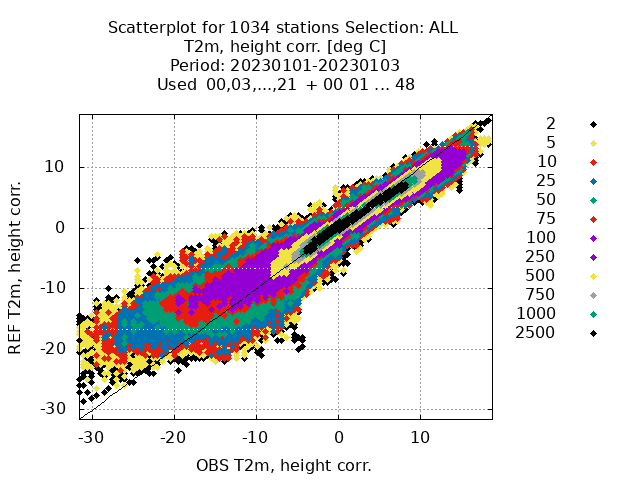 Scatterplot for 1034 stations Selection: ALL
T2m, height corr. [deg C]
Period: 20230101-20230103
Used  00,03,...,21  + 00 01 ... 48
2
5
10
25
50
75
100
250
500
750
1000
2500
10
0
-10
-20
-30
REF T2m, height corr.
-30 -20 -10 0 10
OBS T2m, height corr.